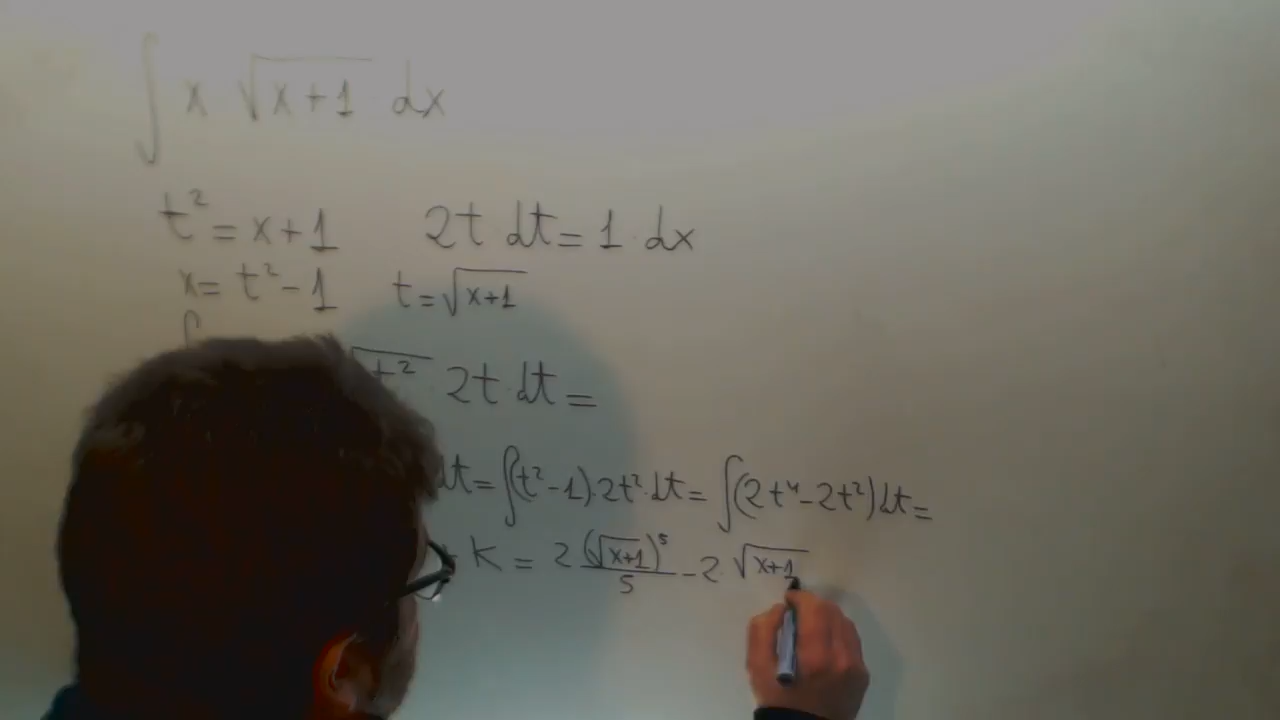 ∫ x √(x+1) dx
t² = x+1 2t dt = 1 dx
x = t² - 1 t = √(x+1)
√t² 2t dt =
dt = ∫(t² - 1)·2t²·dt = ∫(2t⁴ - 2t²)dt =
+ K = 2 (√(x+1))⁵/5 - 2 √(x+1)